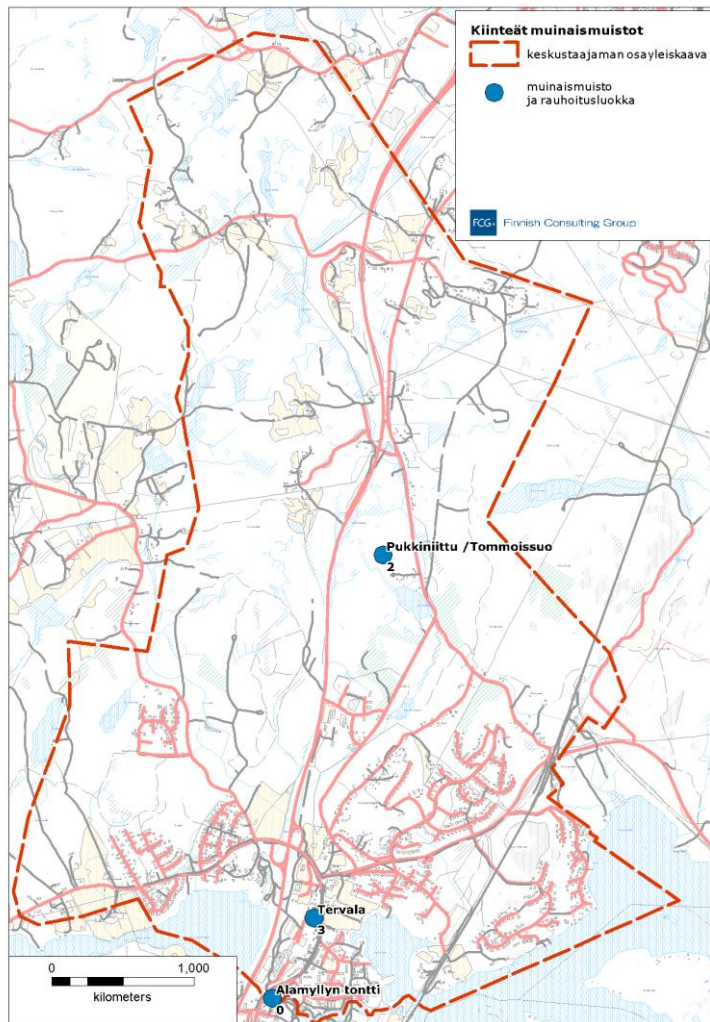 Kiinteät muinaismuistot
keskustaajaman osayleiskaava
muinaismuisto
ja rauhoitusluokka
FCG Finnish Consulting Group
Pukkiniittu /Tommoissuo
2
Tervala
3
Alamyllyn tontti
0
0 1,000
kilometers